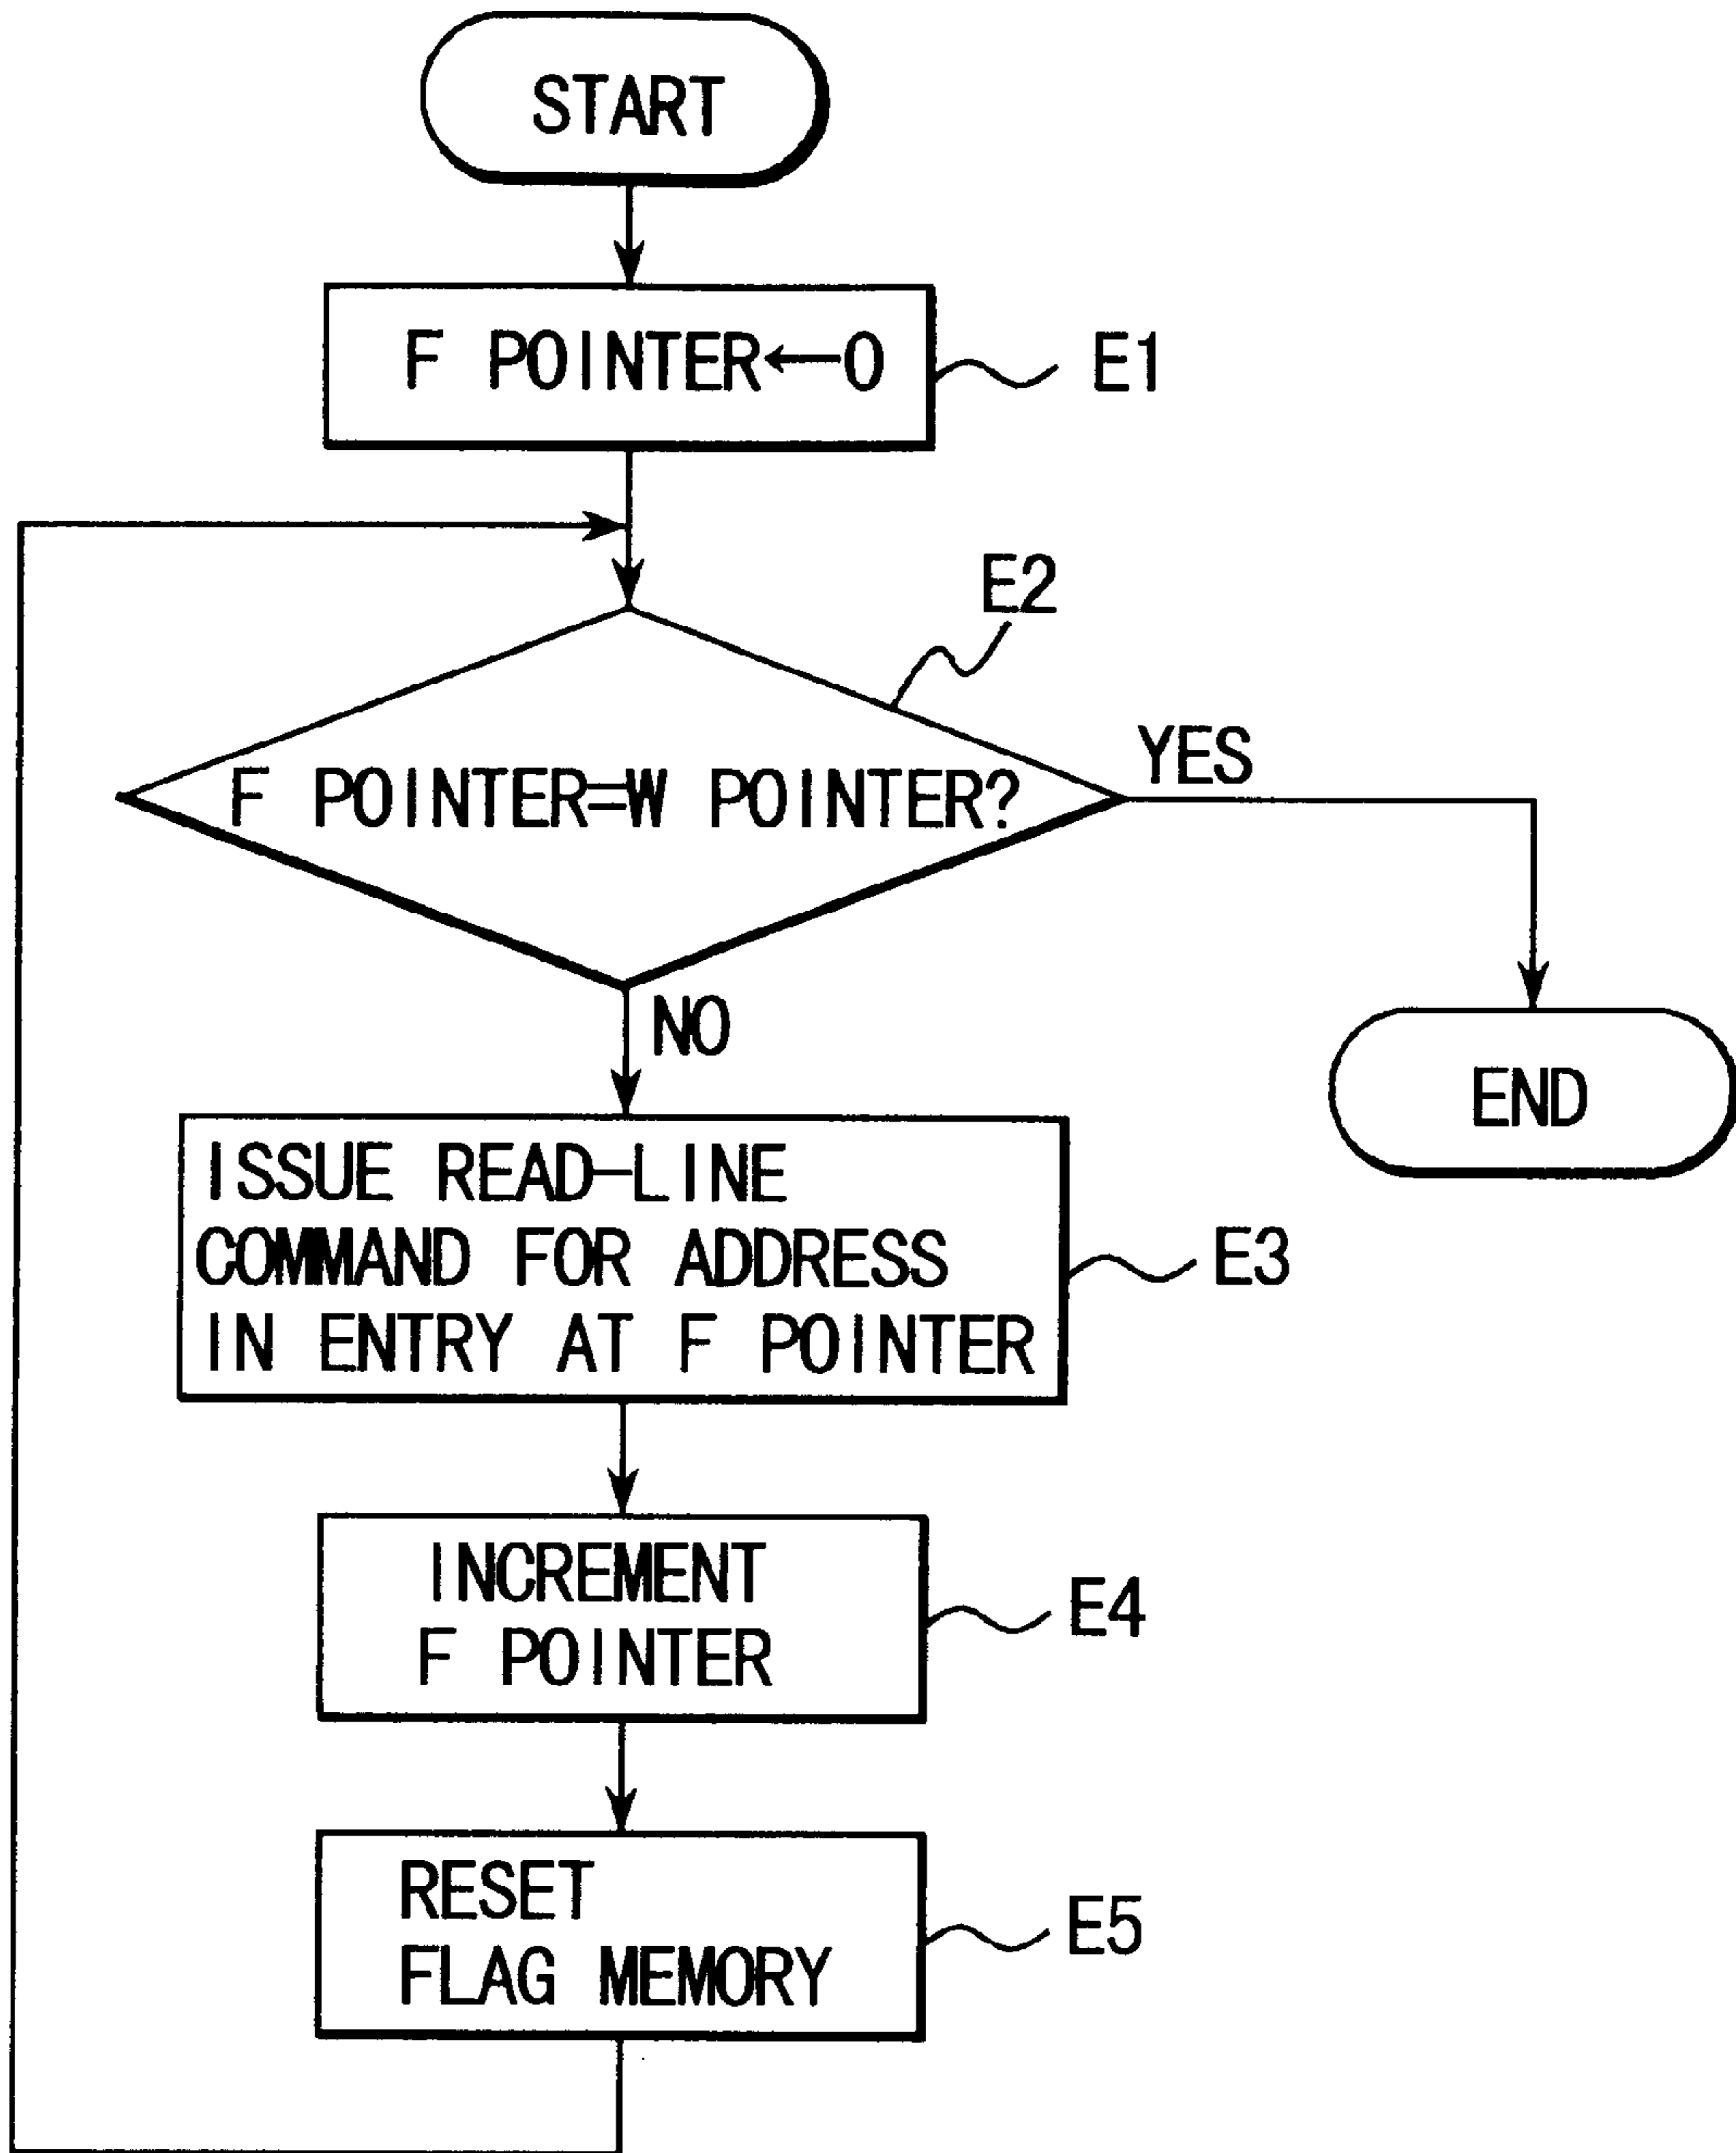 START
F POINTER←0
E1
E2
F POINTER=W POINTER?
YES
NO
END
ISSUE READ-LINE
COMMAND FOR ADDRESS
IN ENTRY AT F POINTER
E3
INCREMENT
F POINTER
E4
RESET
FLAG MEMORY
E5